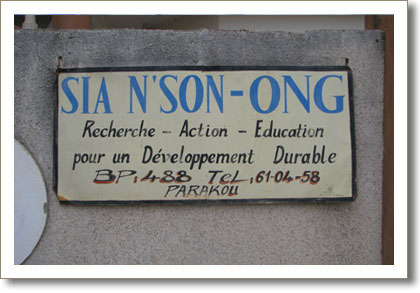 SIA N'SON-ONG
Recherche - Action - Education
pour un Développement Durable
BP: 488 Tel: 61-04-58
PARAKOU